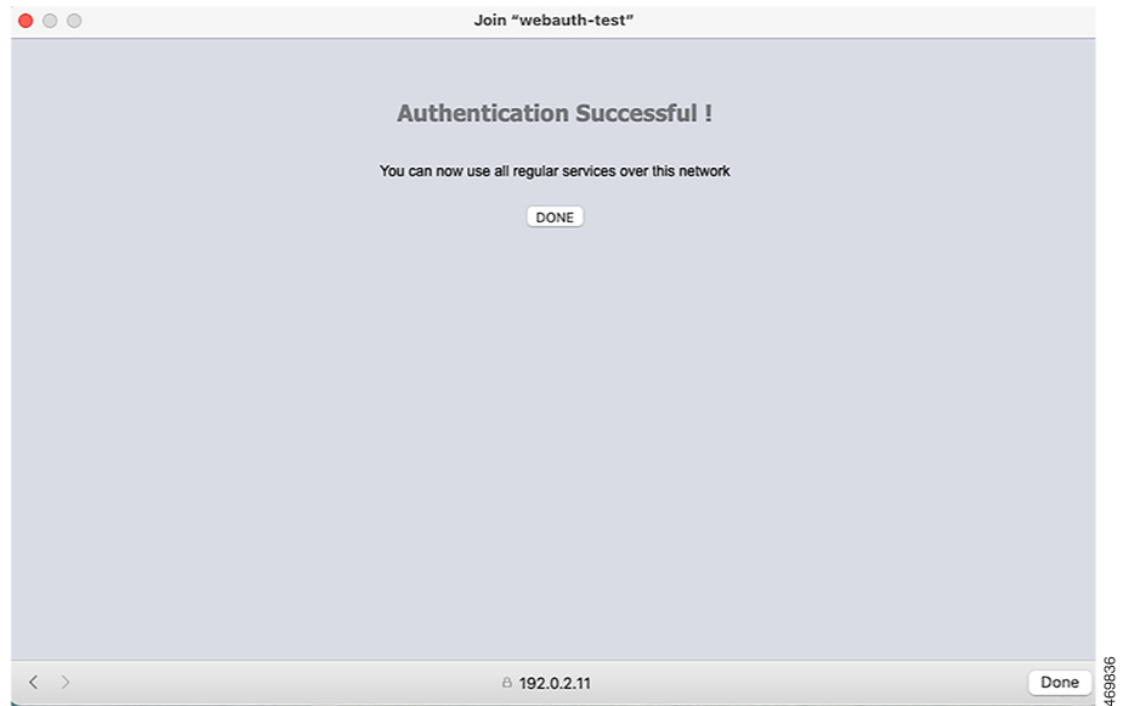 Join “webauth-test”
Authentication Successful !
You can now use all regular services over this network
DONE
192.0.2.11
Done
469836